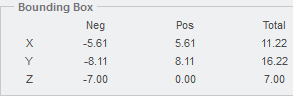 Bounding Box
Neg Pos Total
X -5.61 5.61 11.22
Y -8.11 8.11 16.22
Z -7.00 0.00 7.00